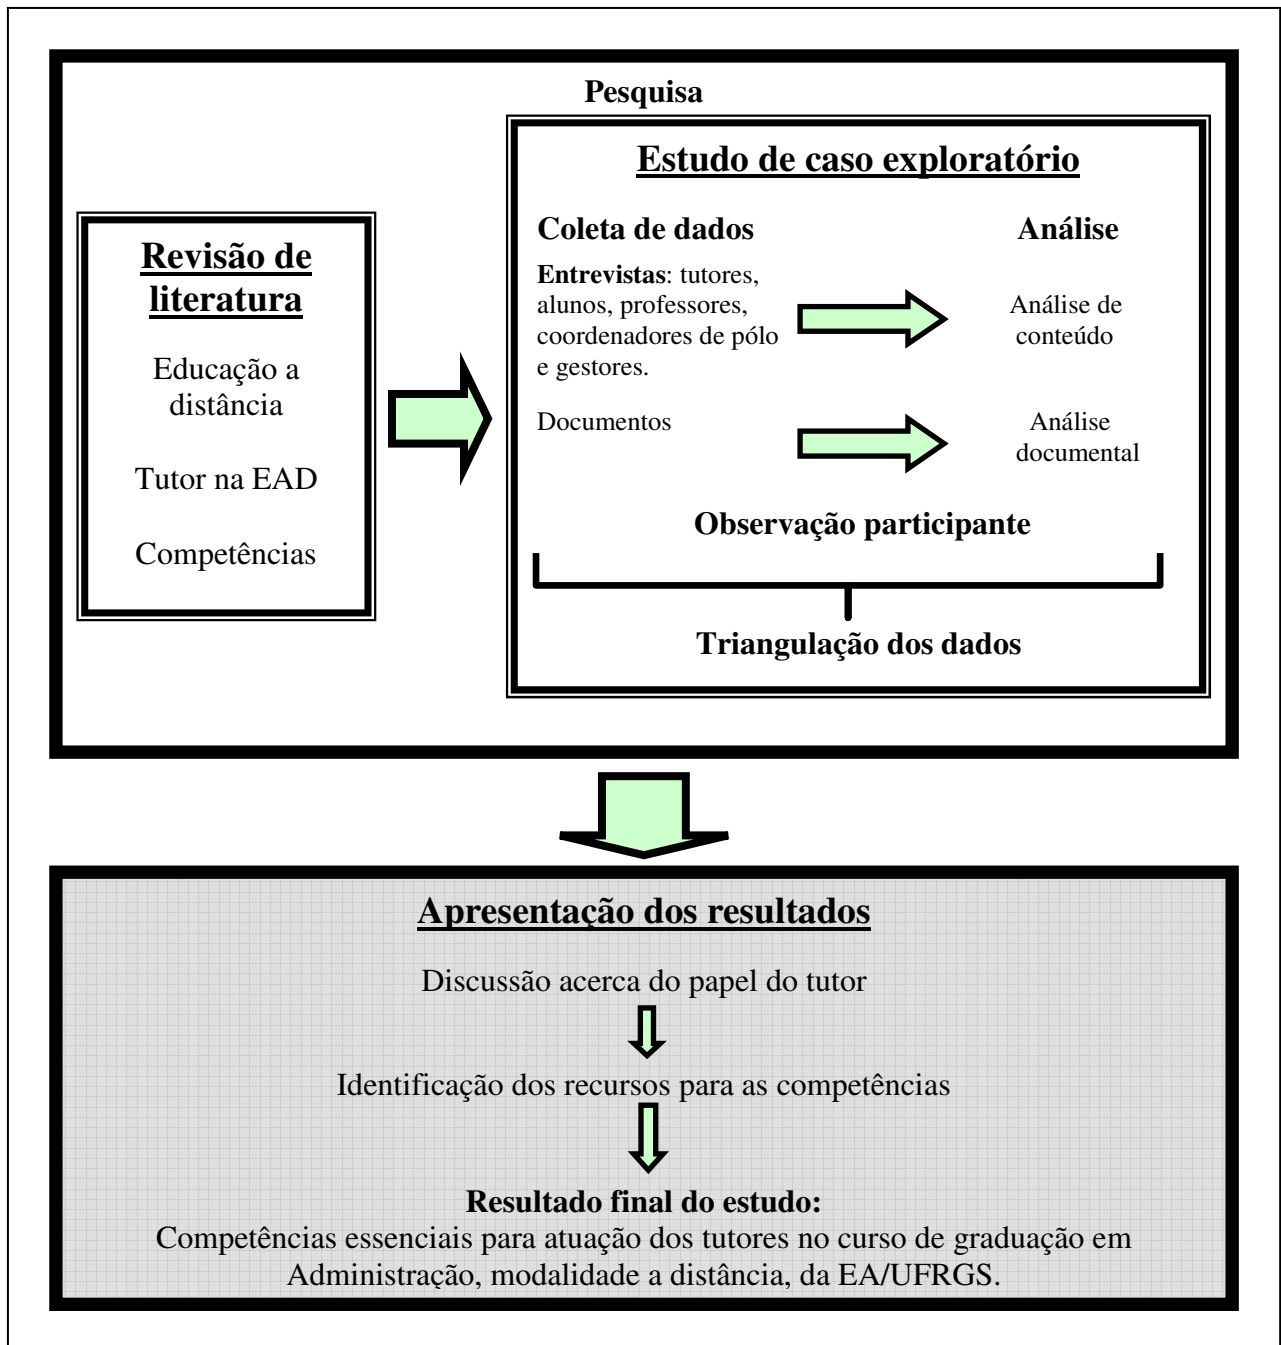 Pesquisa
Revisão de
literatura
Educação a
distância
Tutor na EAD
Competências
Estudo de caso exploratório
Coleta de dados
Análise
Entrevistas: tutores,
alunos, professores,
coordenadores de pólo
e gestores.
Análise de
conteúdo
Documentos
Análise
documental
Observação participante
Triangulação dos dados
Apresentação dos resultados
Discussão acerca do papel do tutor
Identificação dos recursos para as competências
Resultado final do estudo:
Competências essenciais para atuação dos tutores no curso de graduação em
Administração, modalidade a distância, da EA/UFRGS.